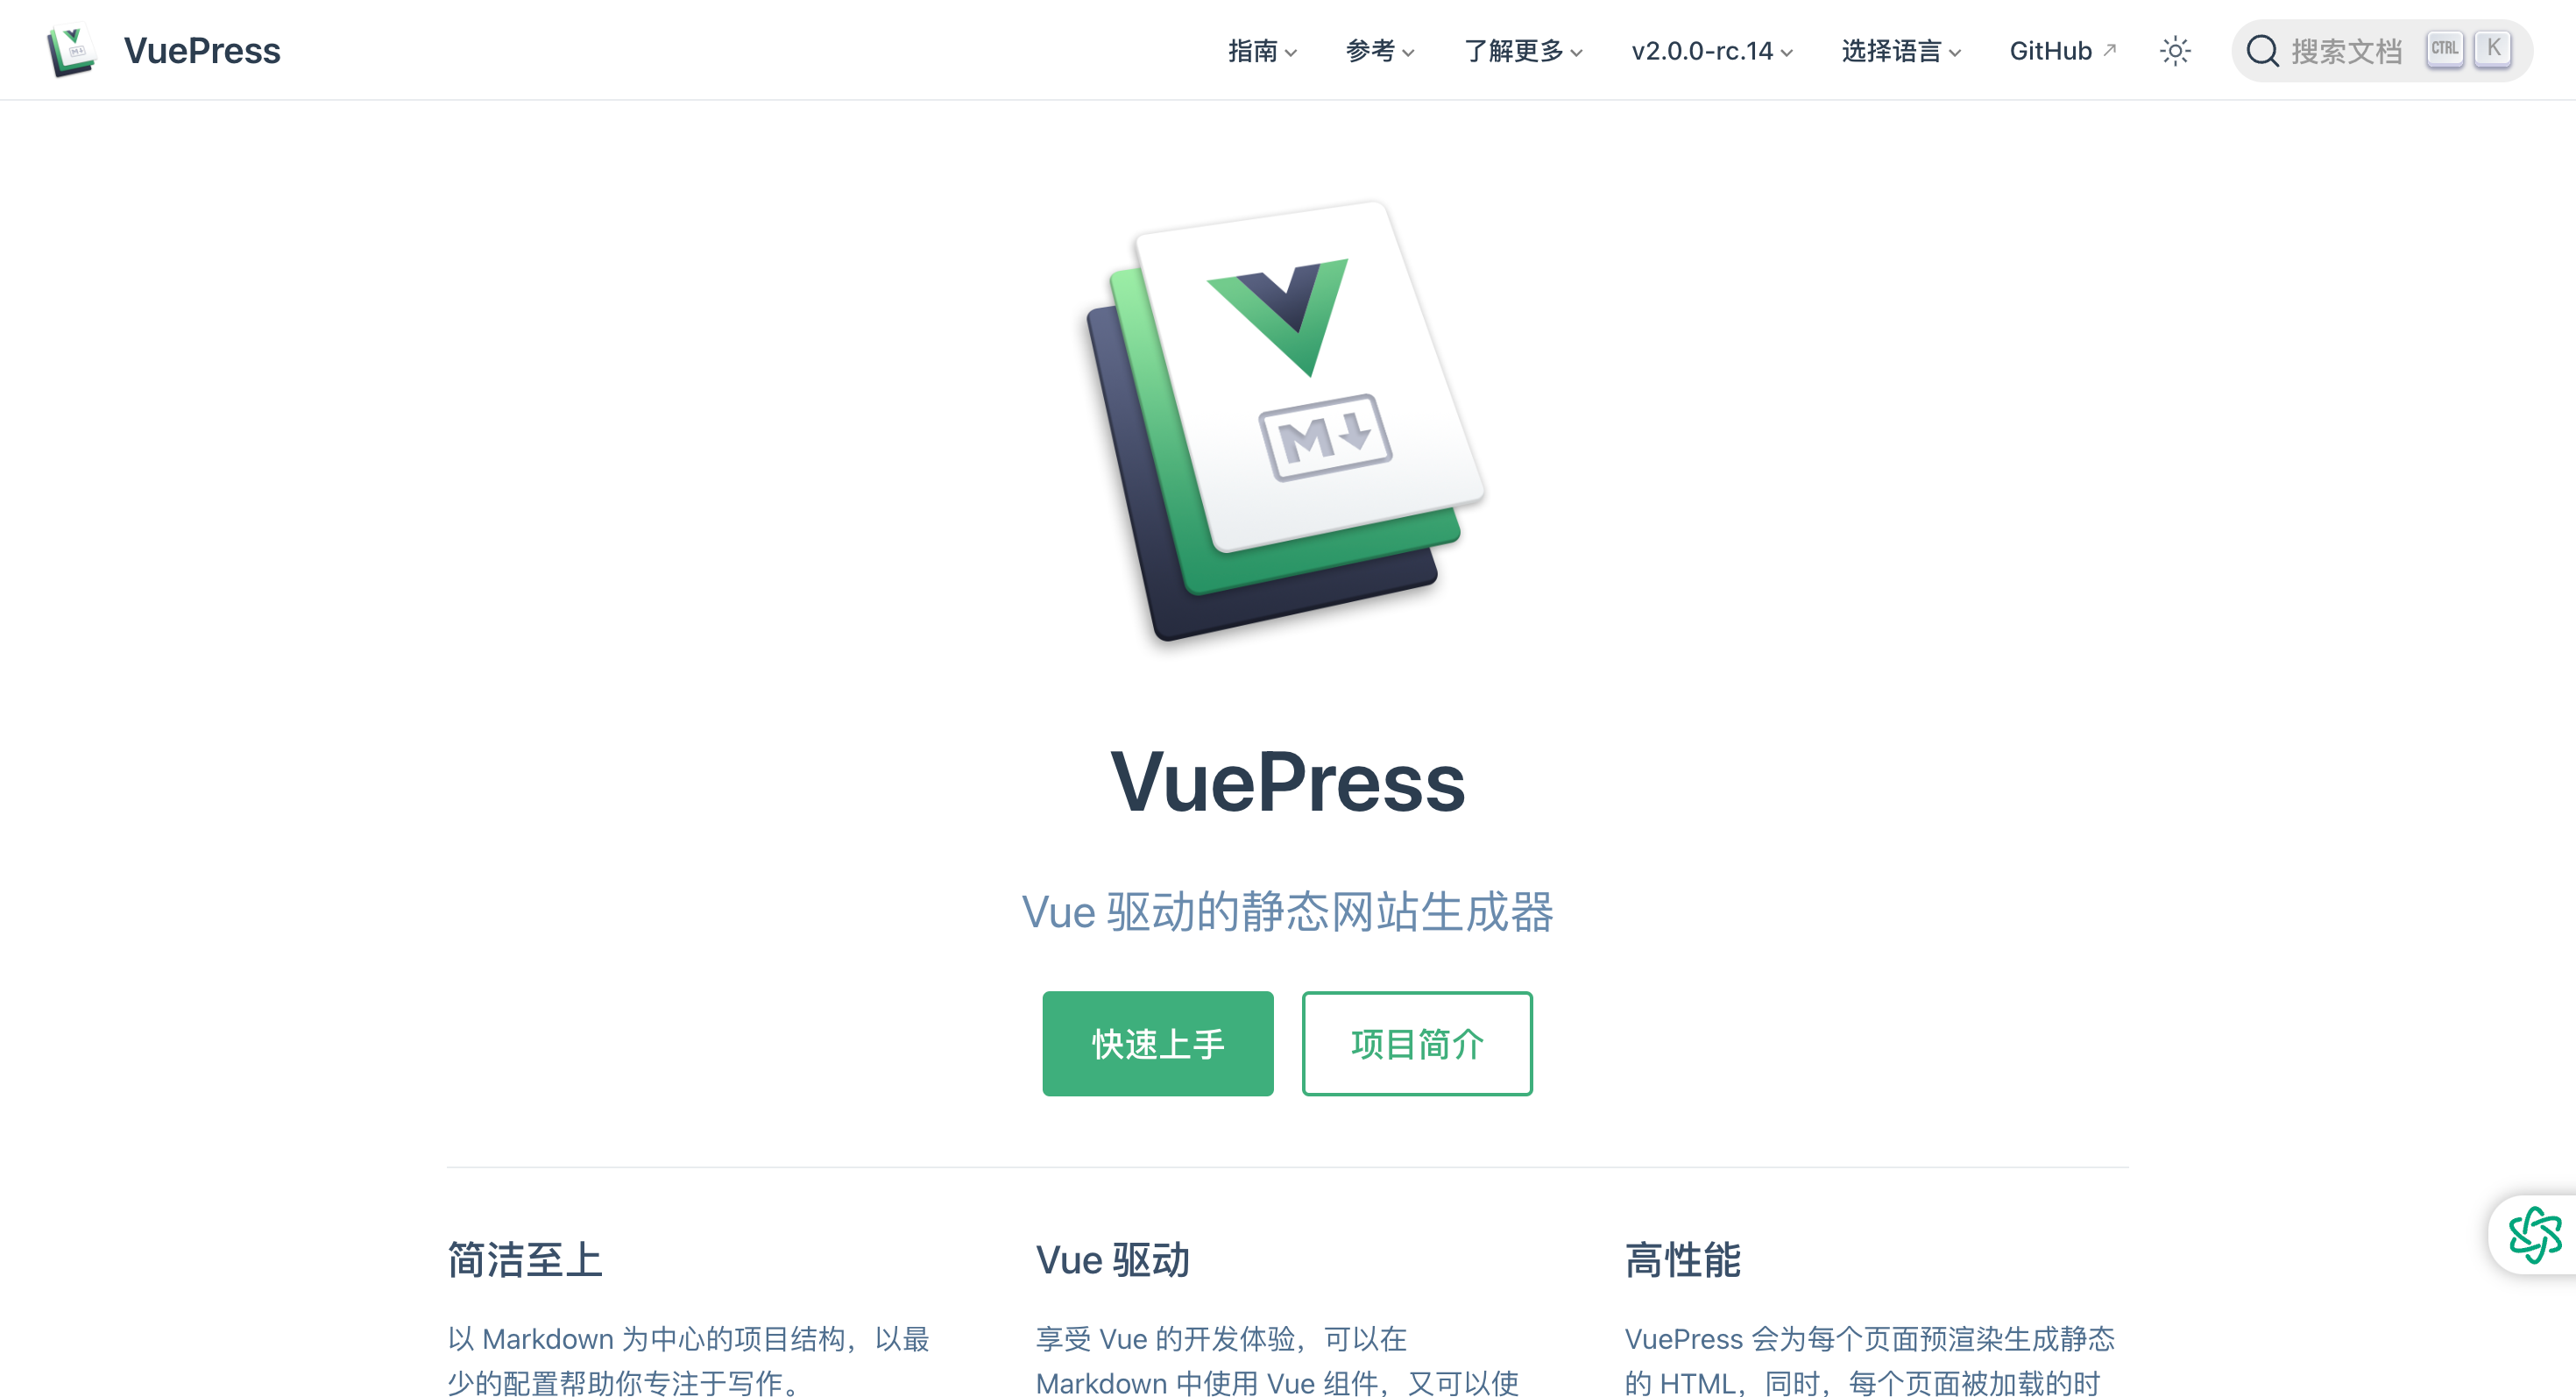 VuePress
指南
参考
了解更多
v2.0.0-rc.14
选择语言
GitHub
搜索文档
CTRL
K
M
VuePress
Vue 驱动的静态网站生成器
快速上手
项目简介
简洁至上
以 Markdown 为中心的项目结构，以最
少的配置帮助你专注于写作。
Vue 驱动
享受 Vue 的开发体验，可以在
Markdown 中使用 Vue 组件，又可以使
高性能
VuePress 会为每个页面预渲染生成静态
的 HTML，同时，每个页面被加载的时